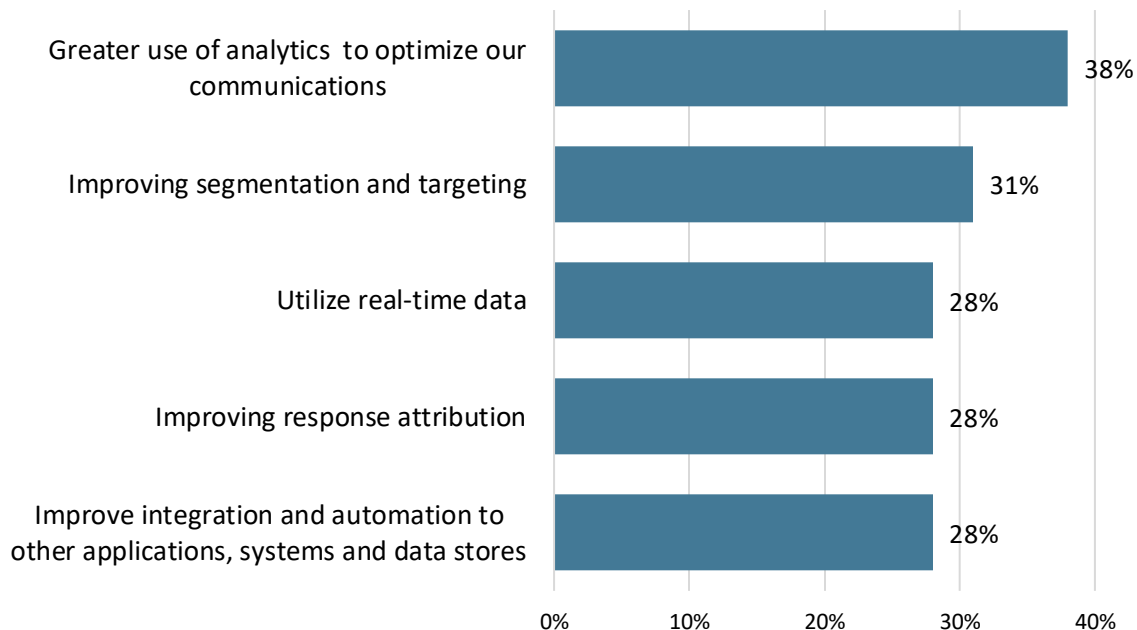 Greater use of analytics  to optimize our
communications
38%
Improving segmentation and targeting
31%
Utilize real-time data
28%
Improving response attribution
28%
Improve integration and automation to
other applications, systems and data stores
28%
0%
10%
20%
30%
40%